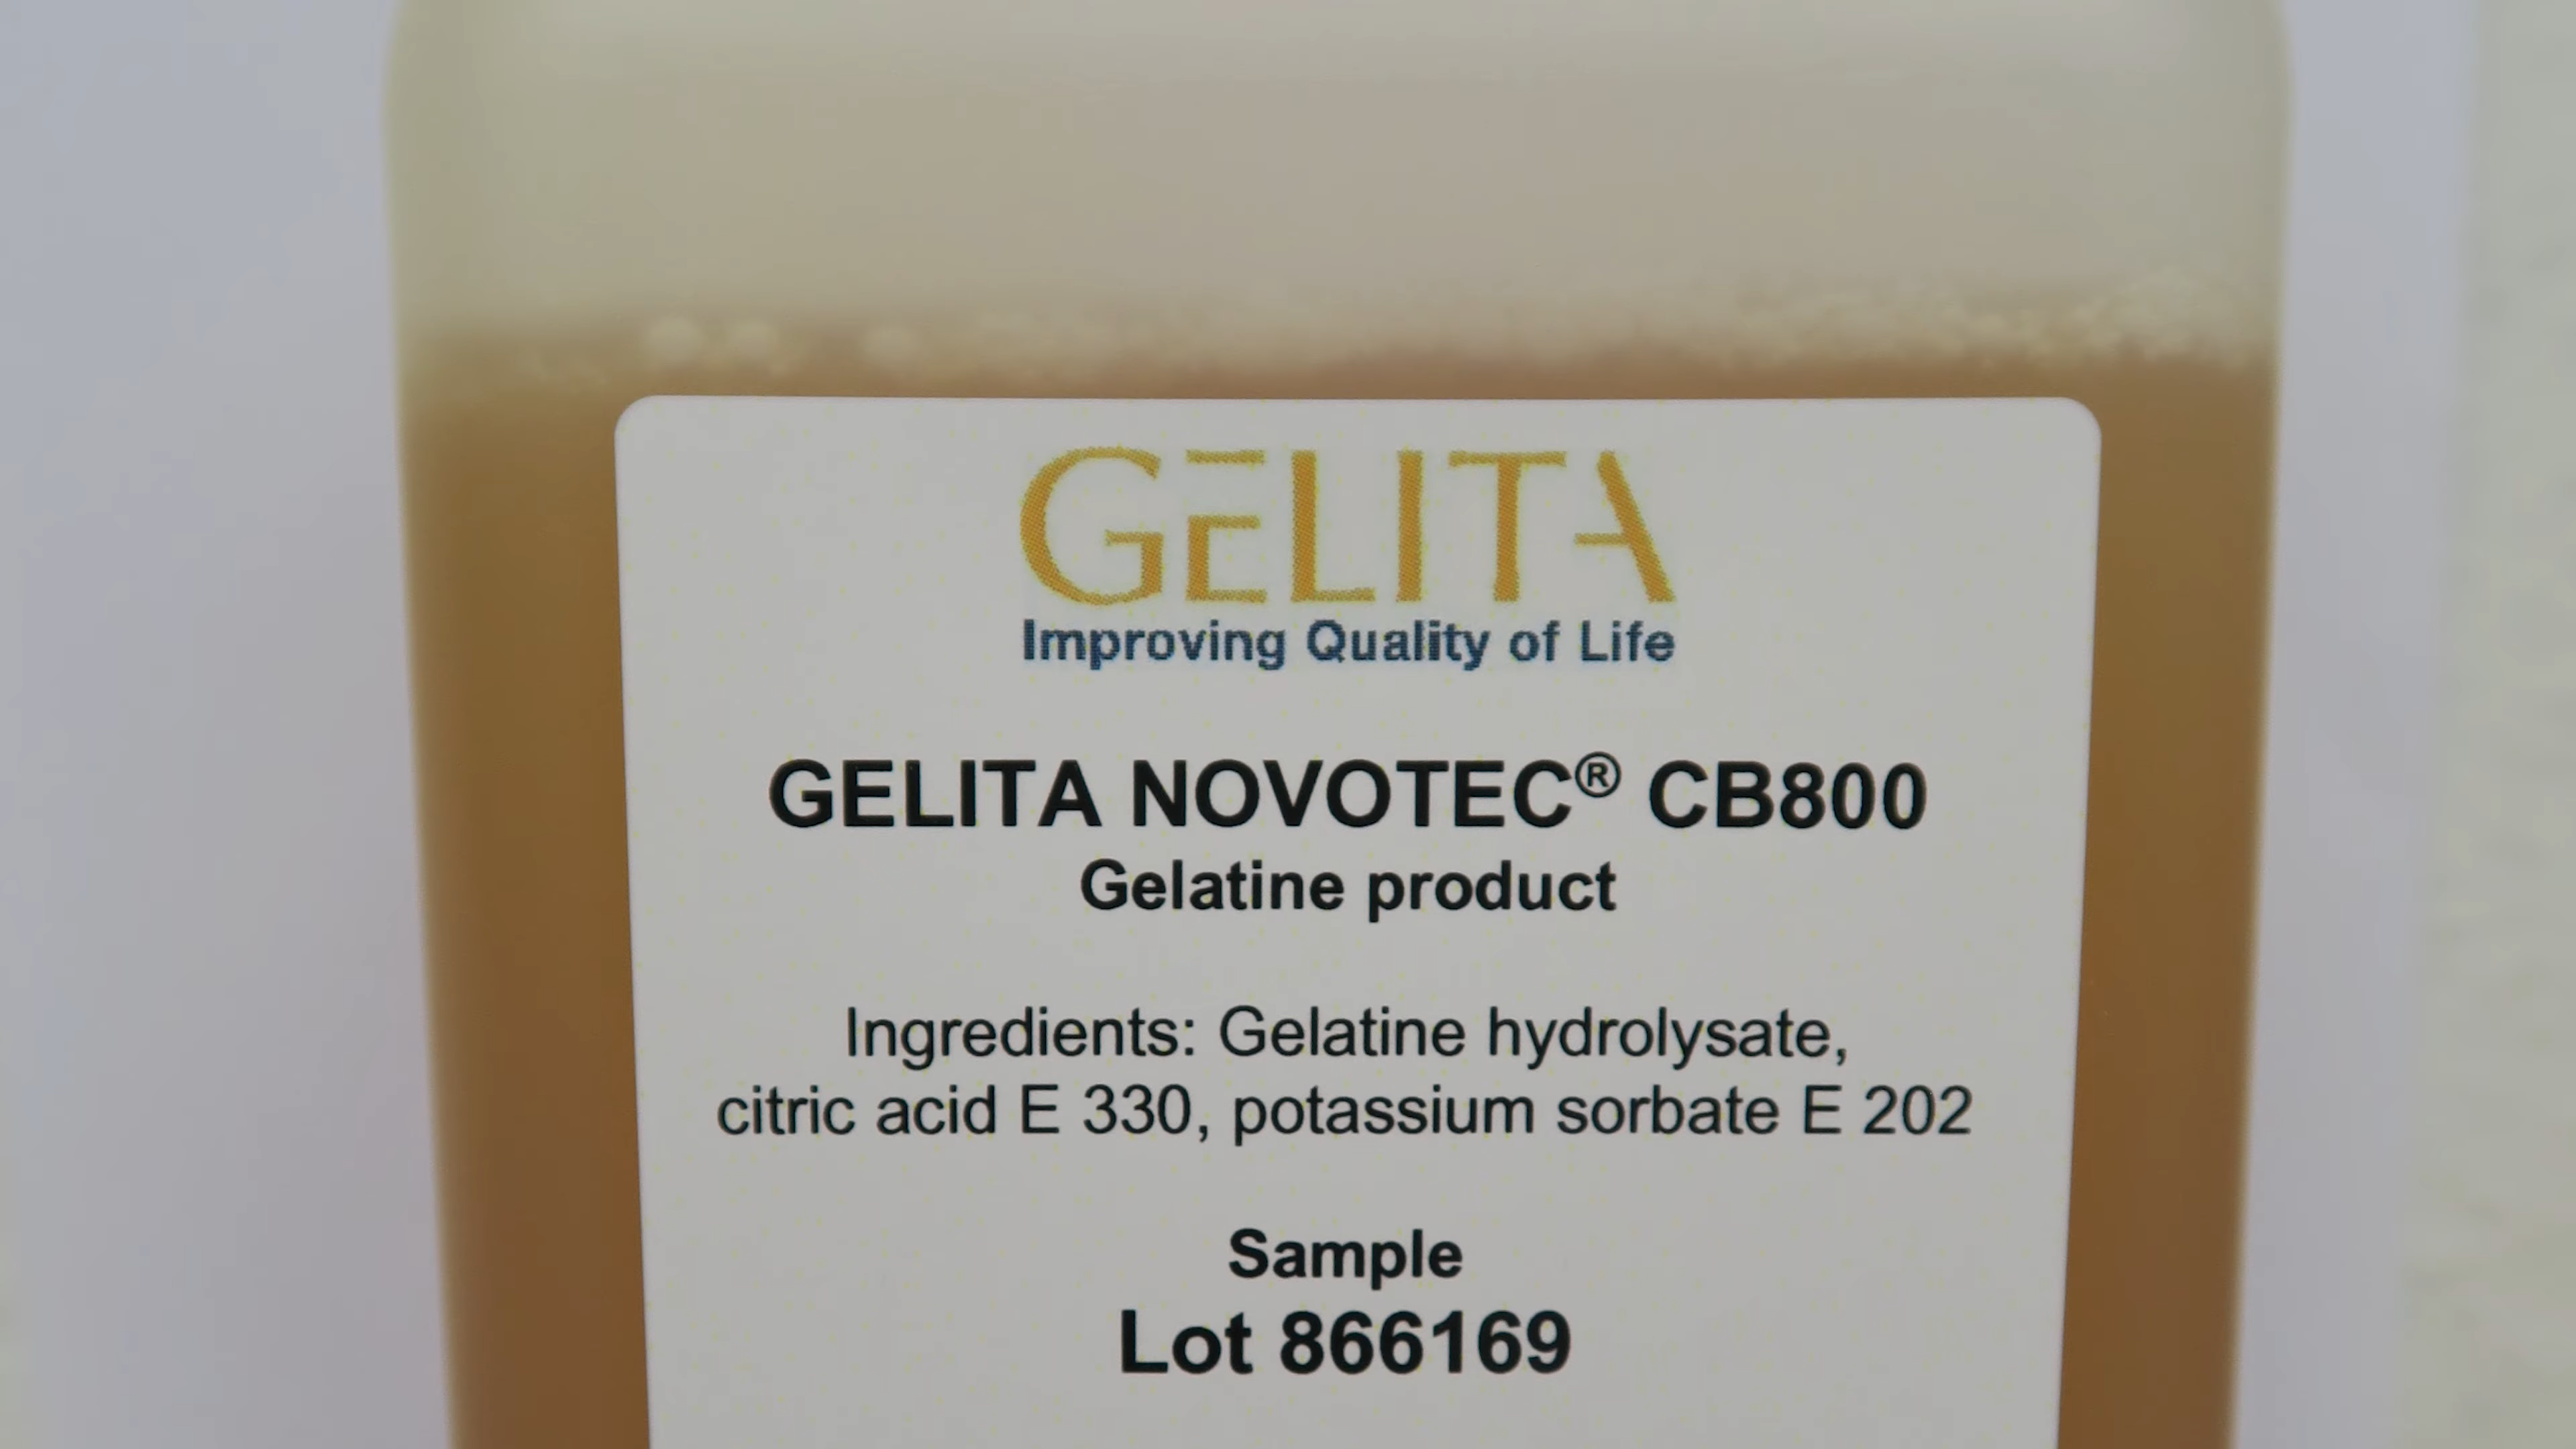 GELITA
Improving Quality of Life
GELITA NOVOTEC® CB800
Gelatine product
Ingredients: Gelatine hydrolysate,
citric acid E 330, potassium sorbate E 202
Sample
Lot 866169